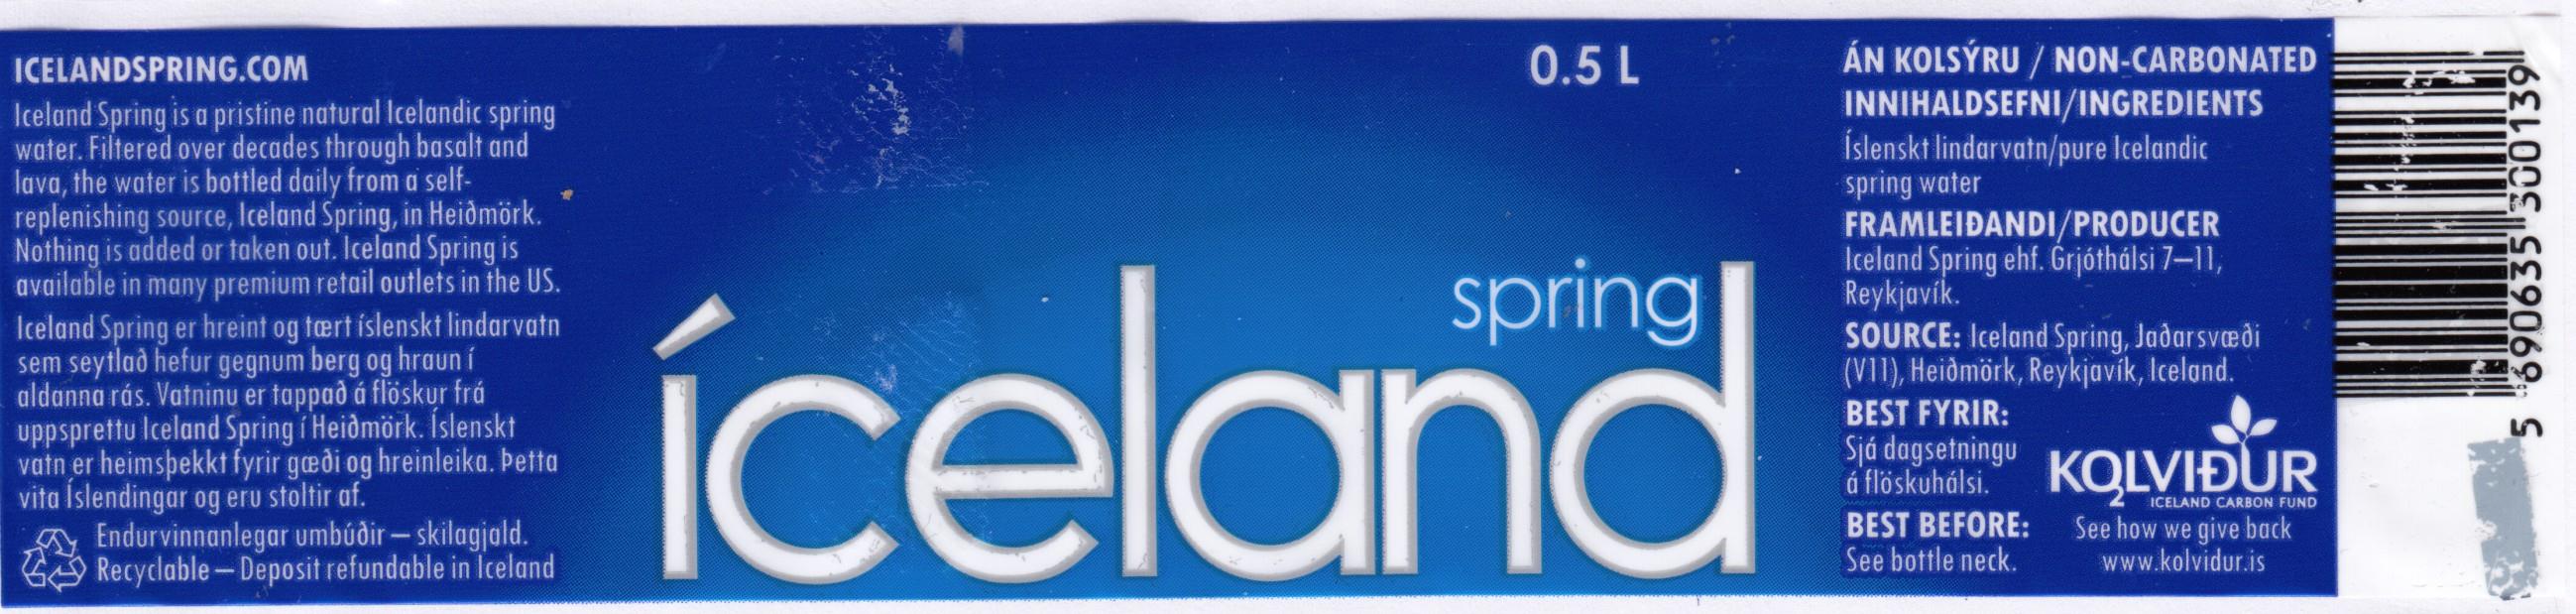 ICELANDSPRING.COM
Iceland Spring is a pristine natural Icelandic spring
water. Filtered over decades through basalt and
lava, the water is bottled daily from a self-
replenishing source, Iceland Spring, in Heiðmörk.
Nothing is added or taken out. Iceland Spring is
available in many premium retail outlets in the US.
Iceland Spring er hreint og tært íslenskt lindarvatn
sem seytlað hefur gegnum berg og hraun í
aldanna rás. Vatninu er tappað á flöskur frá
uppsprettu Iceland Spring í Heiðmörk. Íslenskt
vatn er heimsþekkt fyrir gæði og hreinleika. Þetta
vita Íslendingar og eru stoltir af.
Endurvinnanlegar umbúðir – skilagjald.
Recyclable – Deposit refundable in Iceland
0.5 L
spring
íceland
ÁN KOLSÝRU / NON-CARBONATED
INNIHALDSEFNI/INGREDIENTS
Íslenskt lindarvatn/pure Icelandic
spring water
FRAMLEIÐANDI/PRODUCER
Iceland Spring ehf. Grjóthálsi 7–11,
Reykjavík.
SOURCE: Iceland Spring, Jaðarsvæði
(V11), Heiðmörk, Reykjavík, Iceland.
BEST FYRIR:
Sjá dagsetningu
á flöskuhálsi.
BEST BEFORE:
See bottle neck.
KO2LVIÐUR
ICELAND CARBON FUND
See how we give back
www.kolvidur.is
5 690635 300139